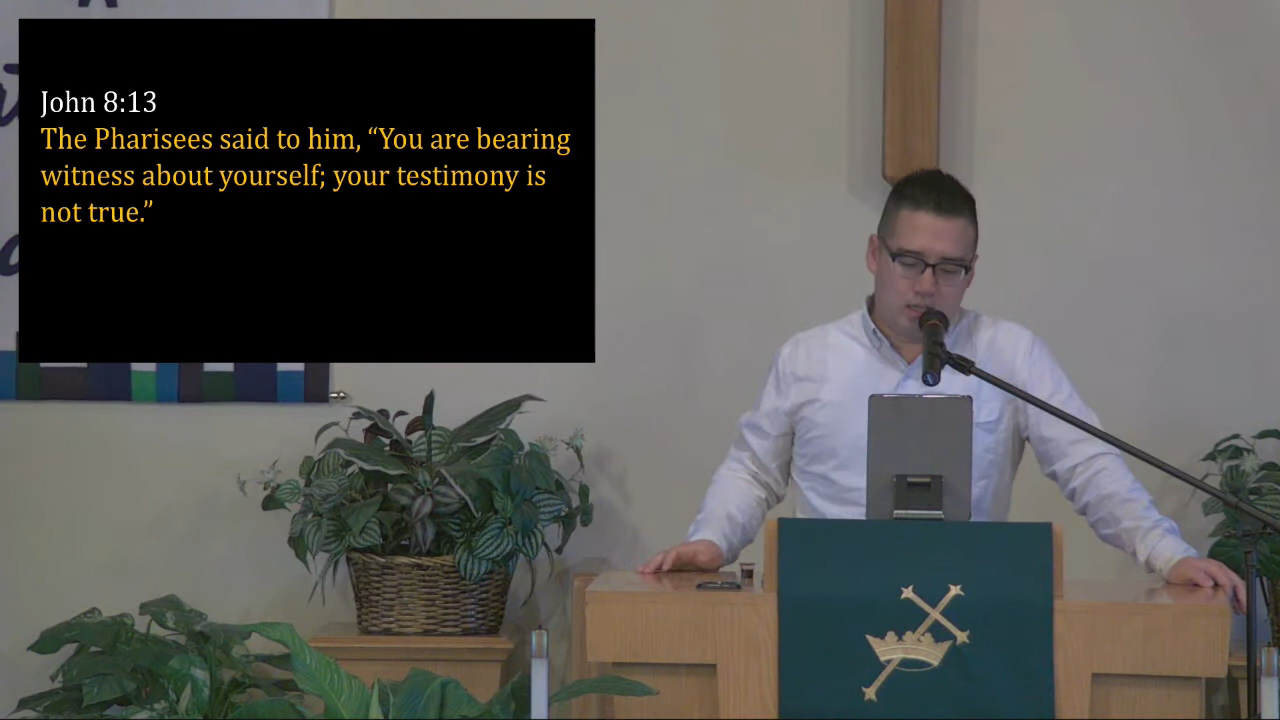 John 8:13
The Pharisees said to him, “You are bearing
witness about yourself; your testimony is
not true.”